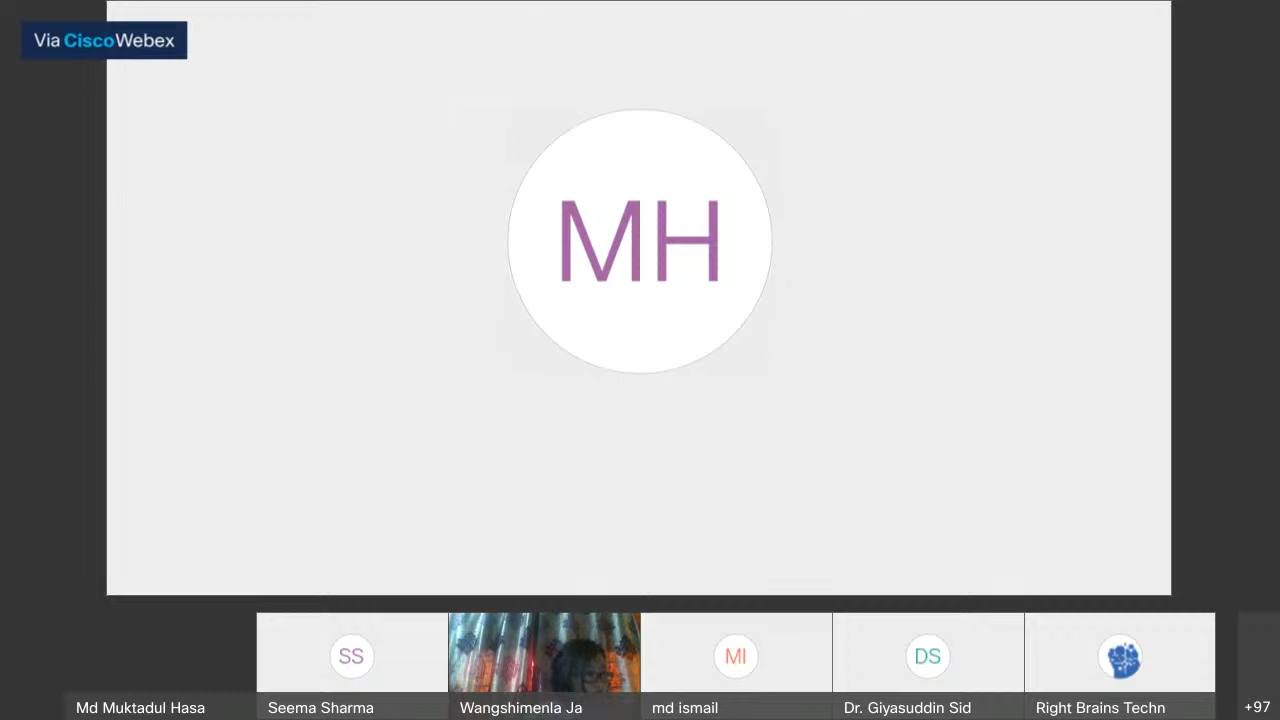 Via CiscoWebex
MH
SS
MI
DS
Md Muktadul Hasa
Seema Sharma
Wangshimenla Ja
md ismail
Dr. Giyasuddin Sid
Right Brains Techn
+97